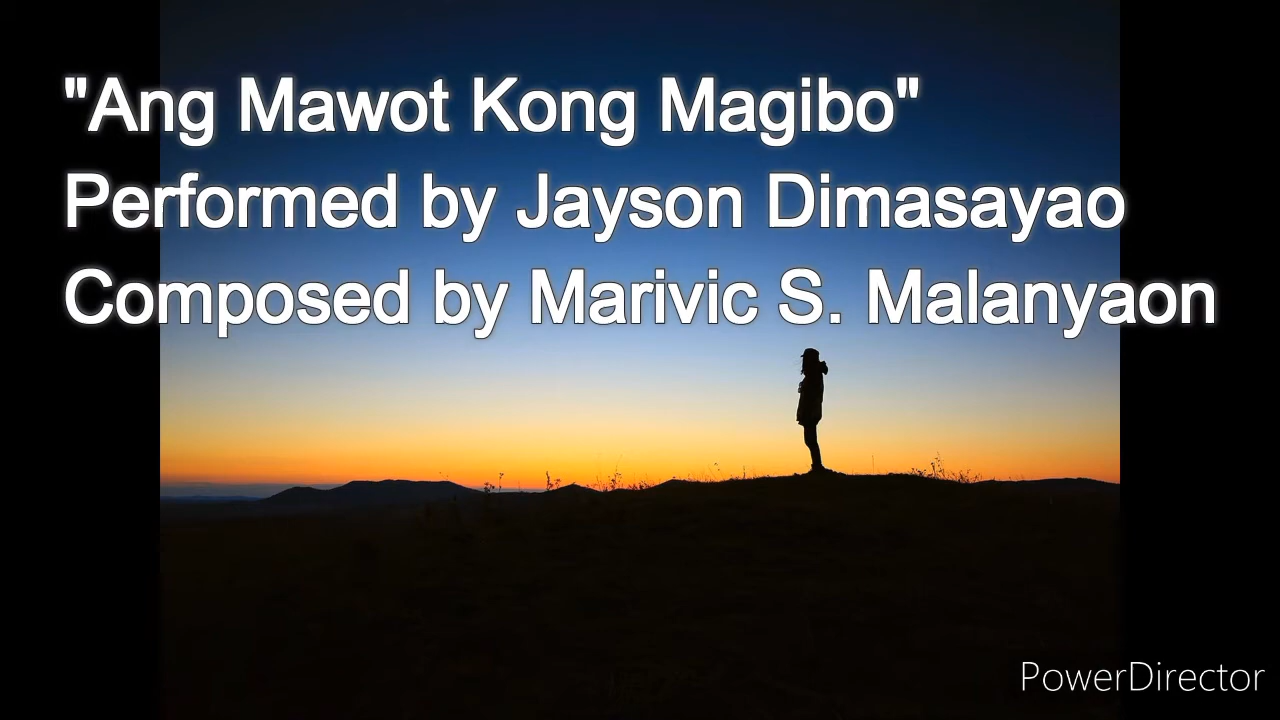 "Ang Mawot Kong Magibo"
Performed by Jayson Dimasayao
Composed by Marivic S. Malanyaon
PowerDirector